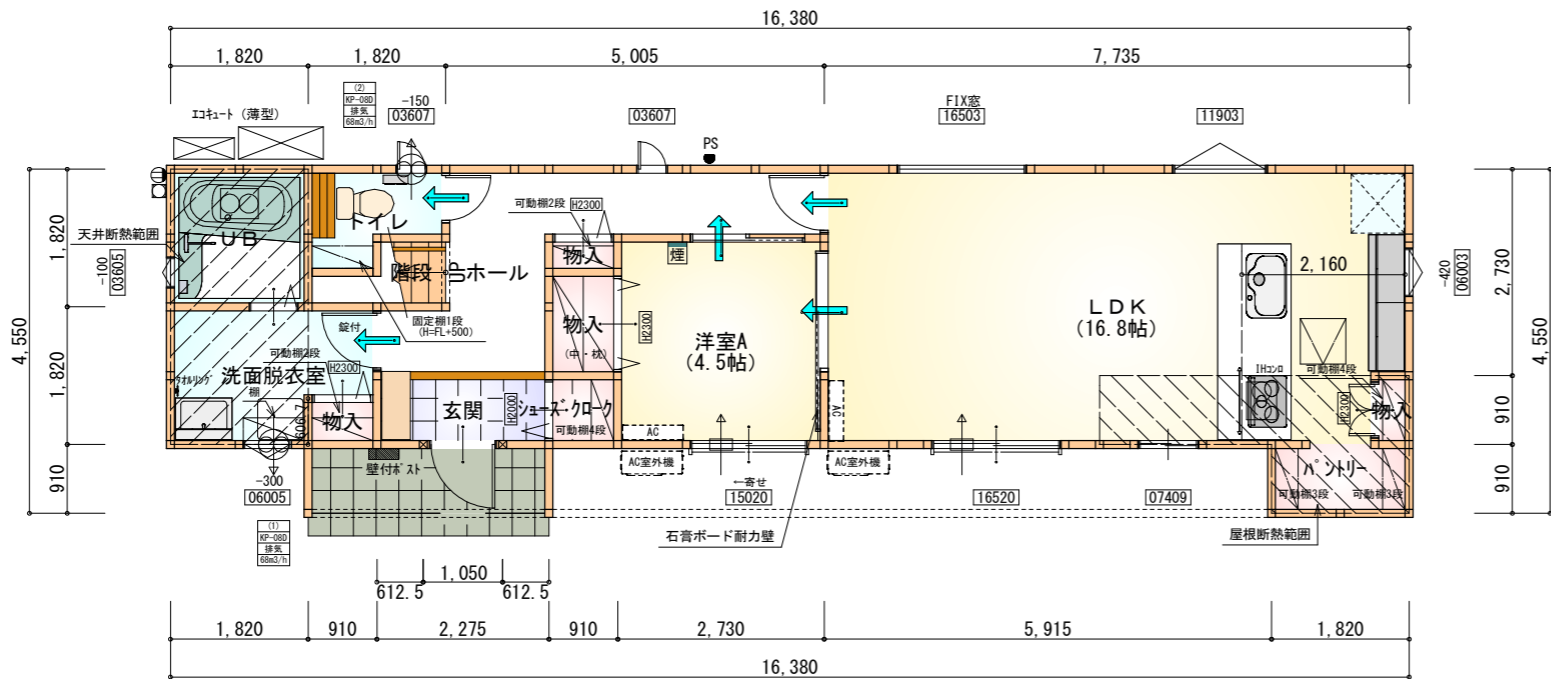 16,380
1,820
1,820
5,005
7,735
エコキュート (薄型)
(2)
KP-08D
排気
68m3/h
-150
03607
03607
PS
FIX窓
16503
11903
4,550
1,820
1,820
910
天井断熱範囲
-100
03605
UB
トイレ
階段
UP
ホール
可動棚2段
H2300
物入
煙
固定棚1段
(H=FL+500)
錠付
物入
(中・枕)
H2300
洋室A
(4.5帖)
LDK
(16.8帖)
2,160
-420
06003
2,730
910
910
4,550
可動棚2段
H2300
タオルリング
洗面脱衣室
棚
606.7
物入
玄関
H2000
シューズ・クローク
可動棚4段
AC
AC
IHコンロ
可動棚4段
H2300
物入
壁付ポスト
AC室外機
AC室外機
パントリー
可動棚3段
可動棚3段
-300
06005
←寄せ
15020
16520
07409
(1)
KP-08D
排気
68m3/h
石膏ボード耐力壁
屋根断熱範囲
612.5
1,050
612.5
1,820
910
2,275
910
2,730
5,915
1,820
16,380